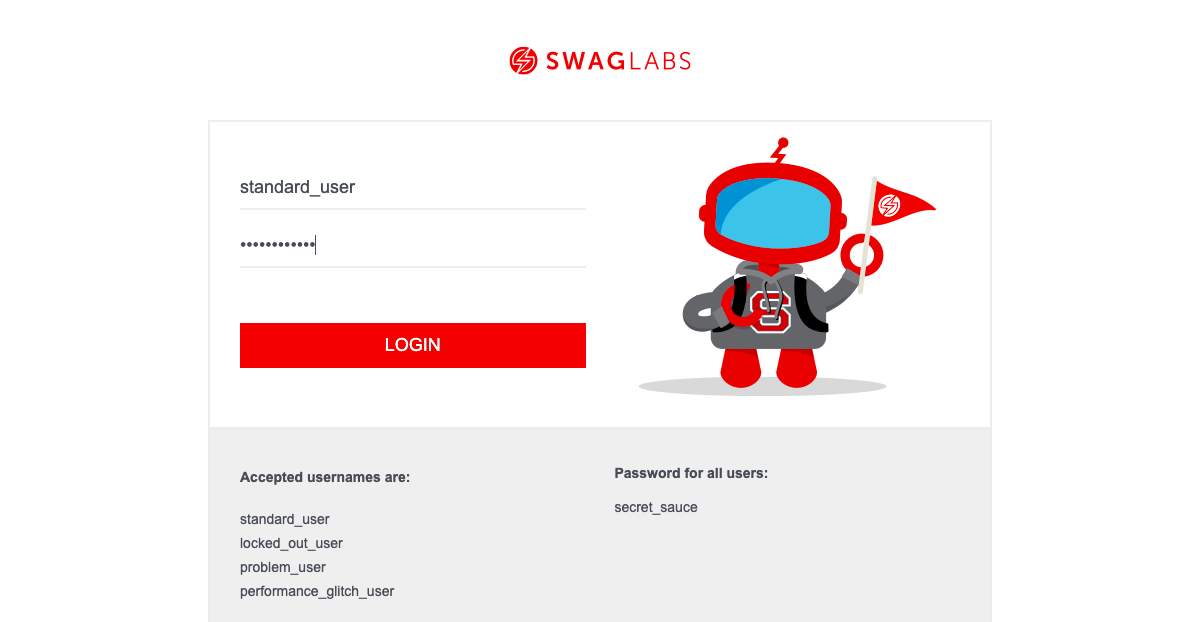 SWAGLABS
standard_user
••••••••••••
LOGIN
S
Accepted usernames are:
standard_user
locked_out_user
problem_user
performance_glitch_user
Password for all users:
secret_sauce